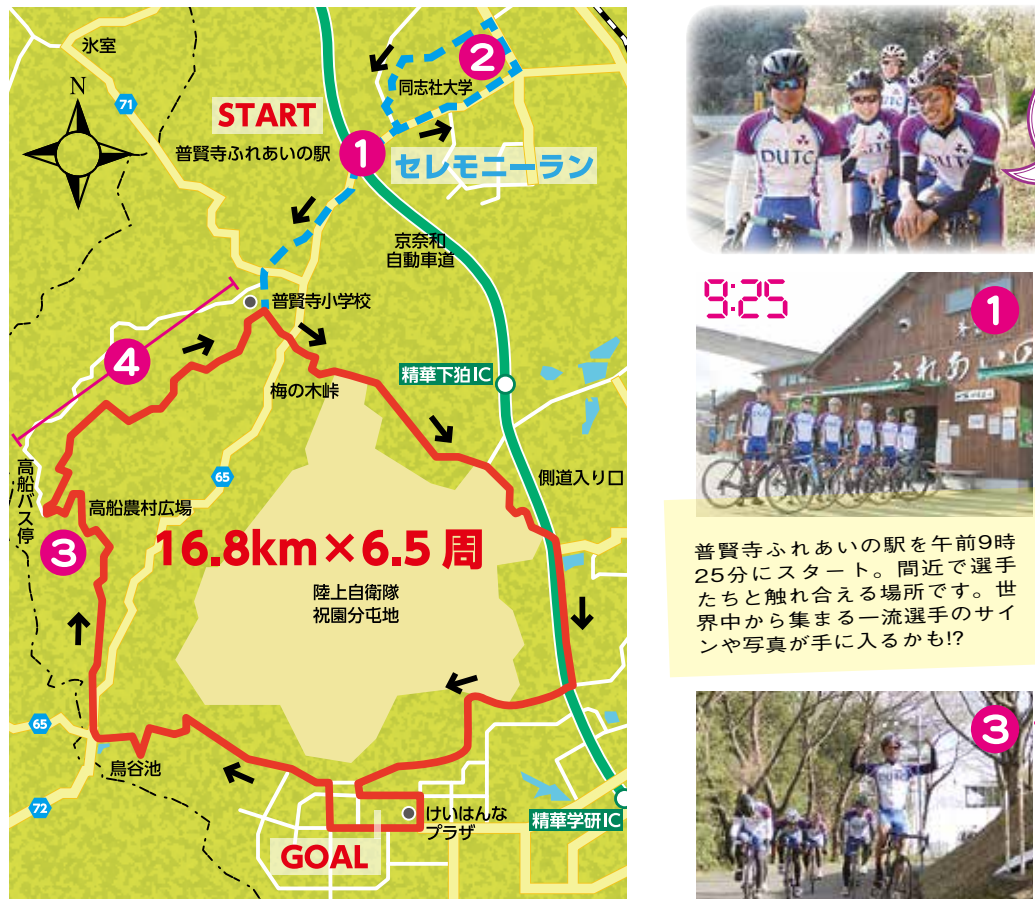 氷室
N
71
START
普賢寺ふれあいの駅
1
2
同志社大学
セレモニーラン
京奈和
自動車道
普賢寺小学校
4
梅の木峠
精華下狛IC
65
高船バス停
高船農村広場
側道入り口
3
16.8km×6.5周
陸上自衛隊
祝園分屯地
65
鳥谷池
72
けいはんな
プラザ
精華学研IC
GOAL
DUTC
DUTC
9:25
1
ふれあいの
普賢寺ふれあいの駅を午前9時
25分にスタート。間近で選手
たちと触れ合える場所です。世
界中から集まる一流選手のサイ
ンや写真が手に入るかも!?
3
DUTC